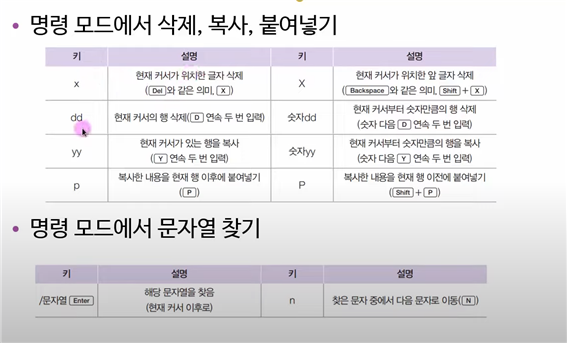 • 명령 모드에서 삭제, 복사, 붙여넣기
키 설명 키 설명
x 현재 커서가 위치한 글자 삭제 X 현재 커서가 위치한 앞 글자 삭제
(Del와 같은 의미, X) (Backspace와 같은 의미, Shift + X)
dd 현재 커서의 행 삭제(D 연속 두 번 입력) 숫자dd 현재 커서부터 숫자만큼의 행 삭제
(숫자 다음 D 연속 두 번 입력)
yy 현재 커서가 있는 행을 복사 숫자yy 현재 커서부터 숫자만큼의 행을 복사
(Y 연속 두 번 입력) (숫자 다음 Y 연속 두 번 입력)
p 복사한 내용을 현재 행 이후에 붙여넣기 P 복사한 내용을 현재 행 이전에 붙여넣기
(P) (Shift + P)
• 명령 모드에서 문자열 찾기
키 설명 키 설명
/문자열 Enter 해당 문자열을 찾음 n 찾은 문자 중에서 다음 문자로 이동(N)
(현재 커서 이후로)